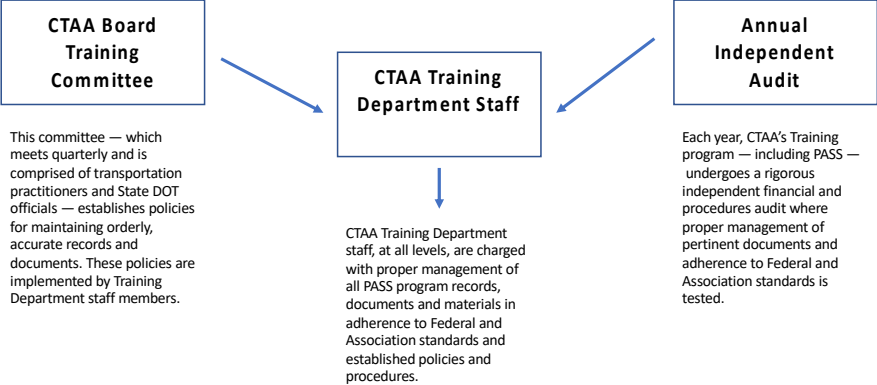 CTAA Board
Training
Committee
This committee — which
meets quarterly and is
comprised of transportation
practitioners and State DOT
officials — establishes policies
for maintaining orderly,
accurate records and
documents. These policies are
implemented by Training
Department staff members.
CTAA Training
Department Staff
CTAA Training Department
staff, at all levels, are charged
with proper management of
all PASS program records,
documents and materials in
adherence to Federal and
Association standards and
established policies and
procedures.
Annual
Independent
Audit
Each year, CTAA’s Training
program — including PASS —
undergoes a rigorous
independent financial and
procedures audit where
proper management of
pertinent documents and
adherence to Federal and
Association standards is
tested.